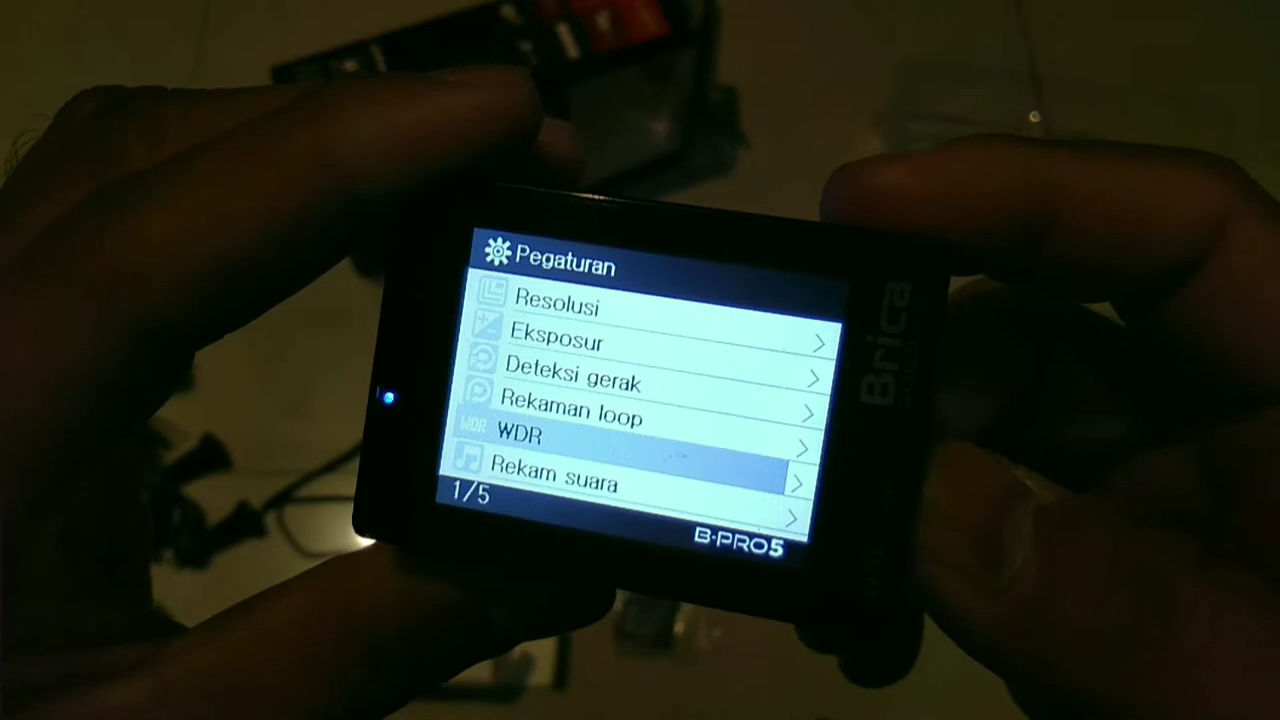 Pegaturan
Resolusi
Eksposur
Deteksi gerak
Rekaman loop
WDR WDR
Rekam suara
1/5
B-PRO5
Brica